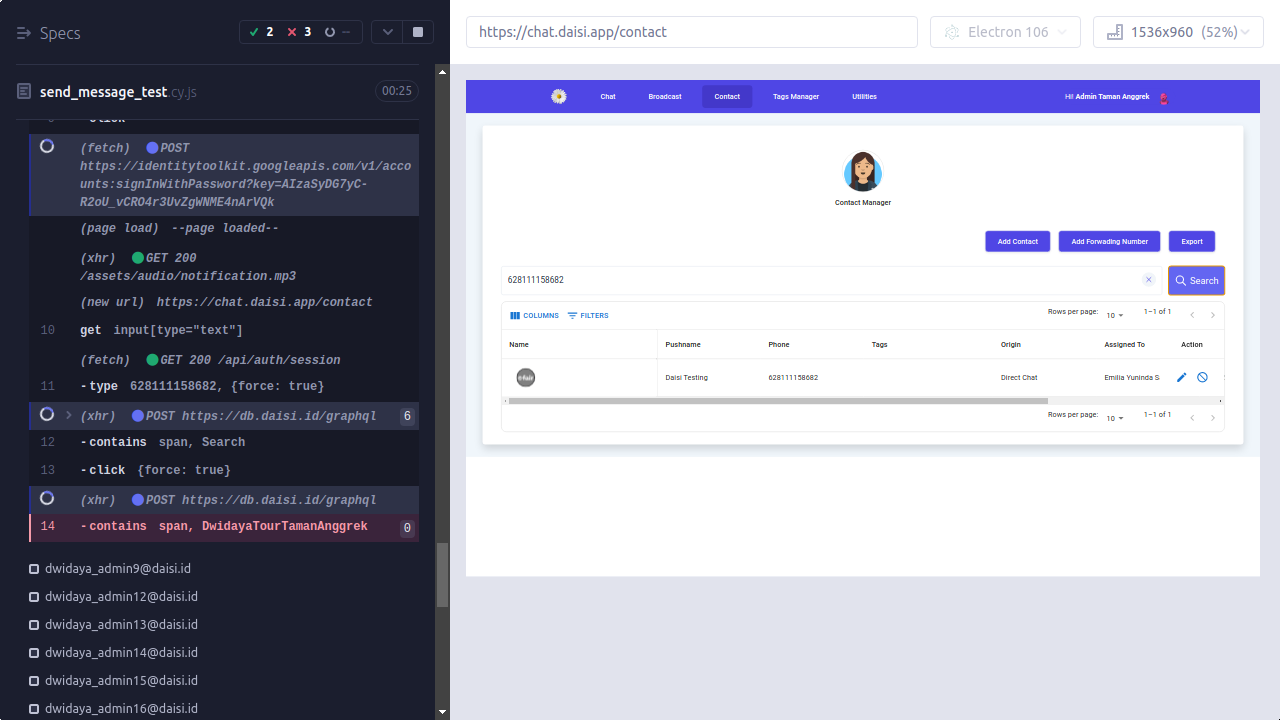 Specs
2
3
--
send_message_test.cy.js
00:25
9 -click
(fetch) POST
https://identitytoolkit.googleapis.com/v1/acco
unts:signInWithPassword?key=AIzaSyDG7yC-
R2oU_vCRO4r3UvZgWNME4nArVQk
(page load) --page loaded--
(xhr) GET 200
/assets/audio/notification.mp3
(new url) https://chat.daisi.app/contact
10 get input[type="text"]
(fetch) GET 200 /api/auth/session
11 -type 628111158682, {force: true}
(xhr) POST https://db.daisi.id/graphql 6
12 -contains span, Search
13 -click {force: true}
(xhr) POST https://db.daisi.id/graphql
14 -contains span, DwidayaTourTamanAnggrek 0
dwidaya_admin9@daisi.id
dwidaya_admin12@daisi.id
dwidaya_admin13@daisi.id
dwidaya_admin14@daisi.id
dwidaya_admin15@daisi.id
dwidaya_admin16@daisi.id
https://chat.daisi.app/contact
Electron 106
1536x960 (52%)
Chat Broadcast Contact Tags Manager Utilities Hi! Admin Taman Anggrek
Contact Manager
Add Contact Add Forwading Number Export
628111158682 Search
COLUMNS FILTERS Rows per page: 10 1–1 of 1
Name Pushname Phone Tags Origin Assigned To Action
Daisi Testing 628111158682 Direct Chat Emilia Yuninda S
Rows per page: 10 1–1 of 1